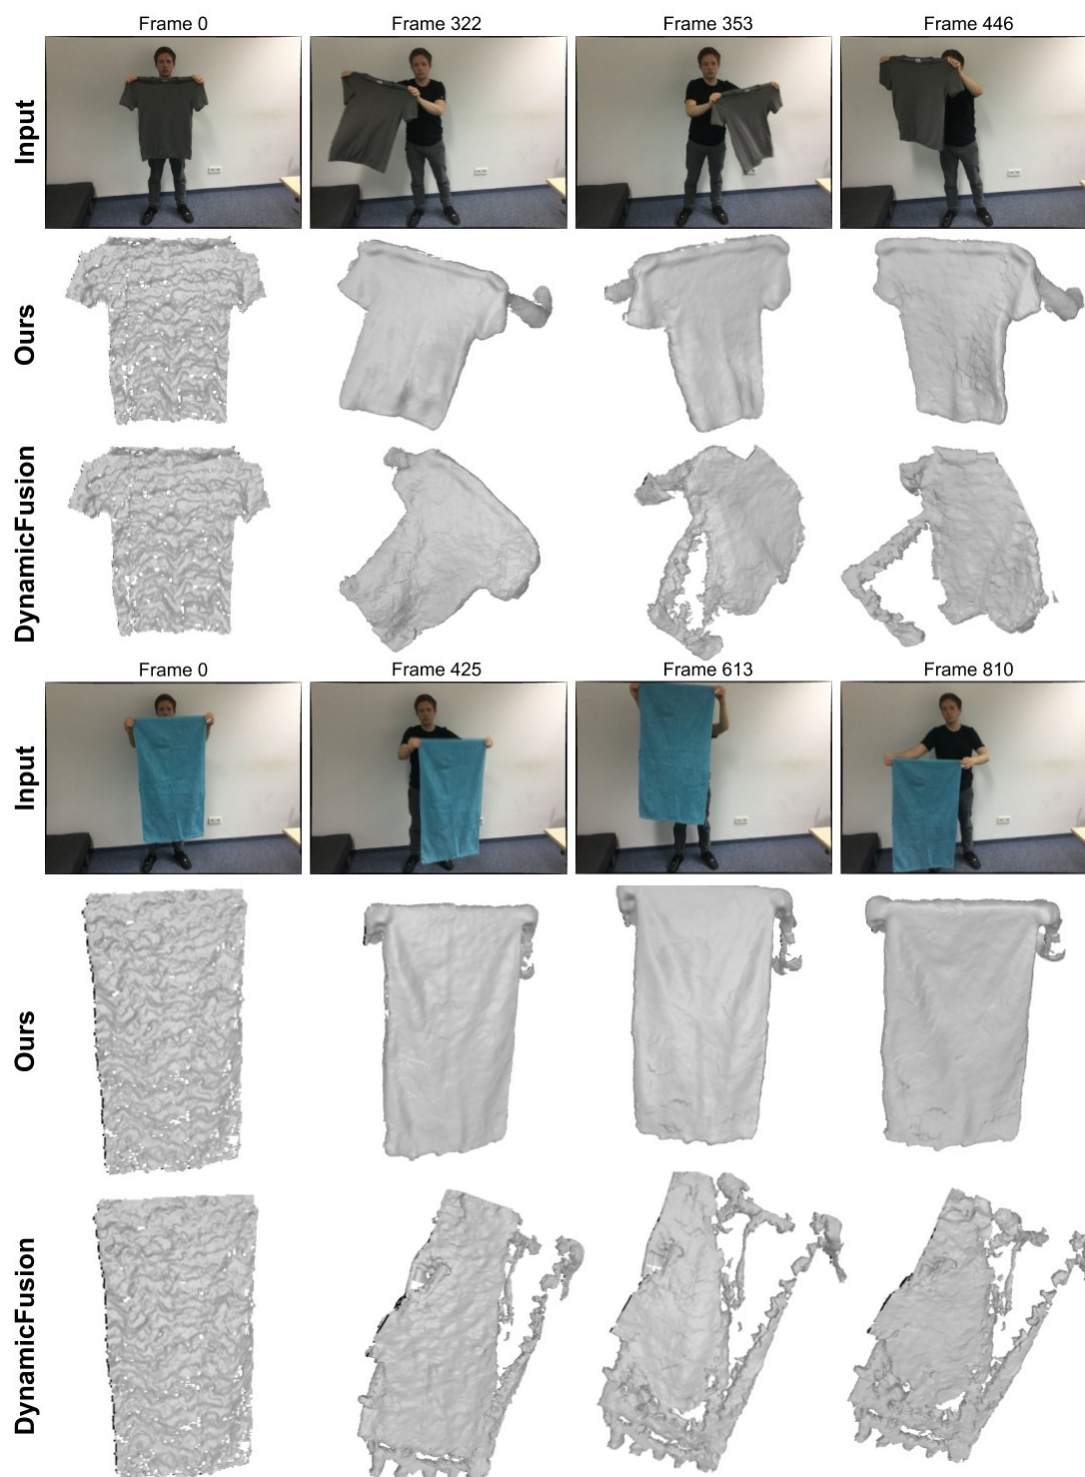 Frame 0 Frame 322 Frame 353 Frame 446
Input
Ours
DynamicFusion
Frame 0 Frame 425 Frame 613 Frame 810
Input
Ours
DynamicFusion